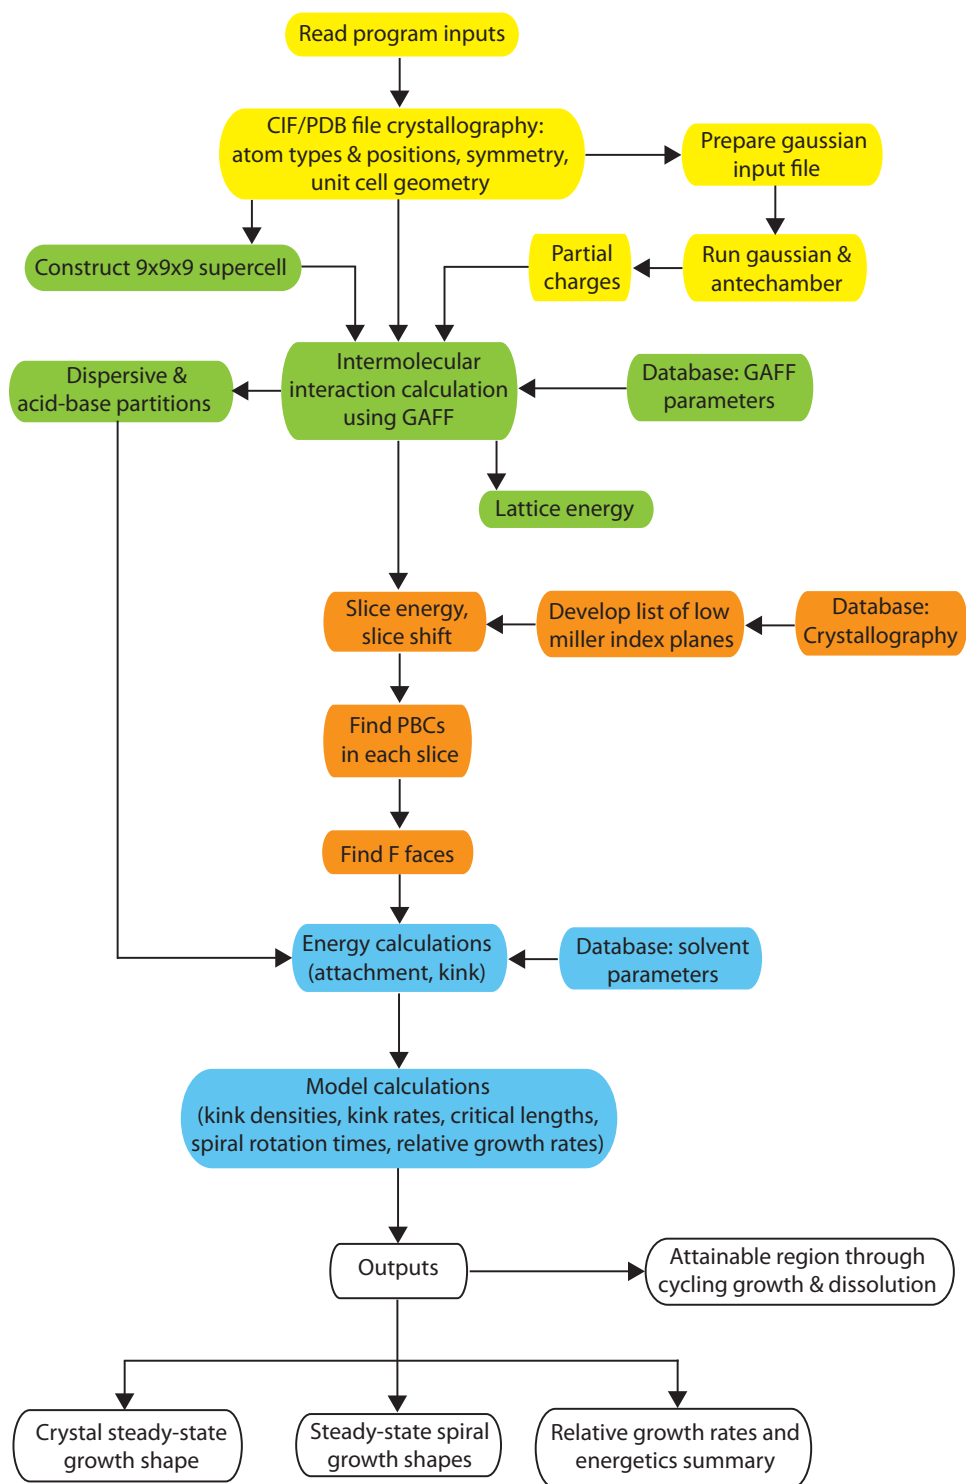 Read program inputs
CIF/PDB file crystallography:
atom types & positions, symmetry,
unit cell geometry
Prepare gaussian
input file
Construct 9x9x9 supercell
Partial
charges
Run gaussian &
antechamber
Dispersive &
acid-base partitions
Intermolecular
interaction calculation
using GAFF
Database: GAFF
parameters
Lattice energy
Slice energy,
slice shift
Develop list of low
miller index planes
Database:
Crystallography
Find PBCs
in each slice
Find F faces
Energy calculations
(attachment, kink)
Database: solvent
parameters
Model calculations
(kink densities, kink rates, critical lengths,
spiral rotation times, relative growth rates)
Outputs
Attainable region through
cycling growth & dissolution
Crystal steady-state
growth shape
Steady-state spiral
growth shapes
Relative growth rates and
energetics summary